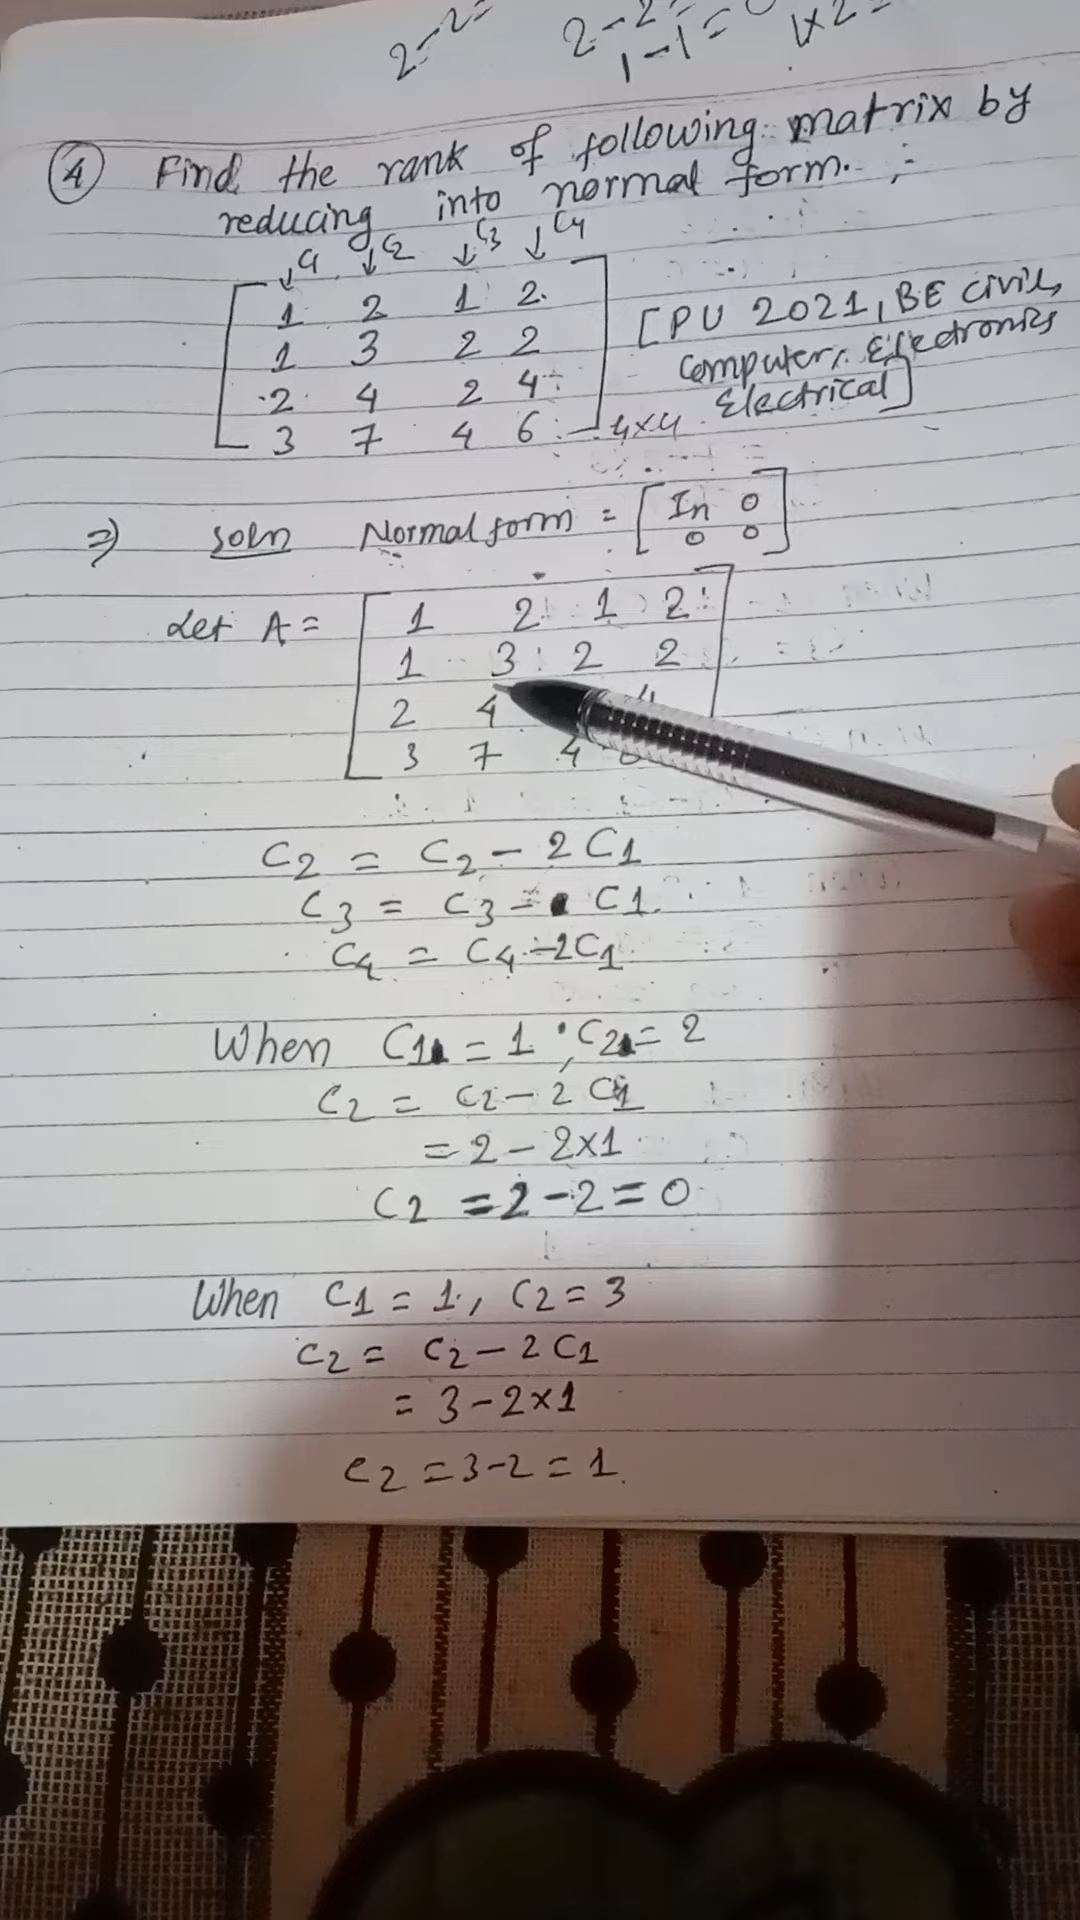 2-2=
2-2=
1-1=0
1×2=
④ Find the rank of following matrix by
reducing into normal form. :-
↓C1 ↓C2 ↓C3 ↓C4
1 2 1 2
1 3 2 2
2 4 2 4
3 7 4 6 4×4
[PU 2021, BE Civil,
Computer, Electronics
Electrical]
⇒ Soln Normal form = [In 0
0 0]
Let A =
1 2 1 2
1 3 2 2
2 4 4
3 7 4
C2 = C2 - 2C1
C3 = C3 - C1
C4 = C4 - 2C1
When C1 = 1, C2 = 2
C2 = C2 - 2C1
= 2 - 2×1
C2 = 2 - 2 = 0
When C1 = 1, C2 = 3
C2 = C2 - 2C1
= 3 - 2×1
C2 = 3 - 2 = 1